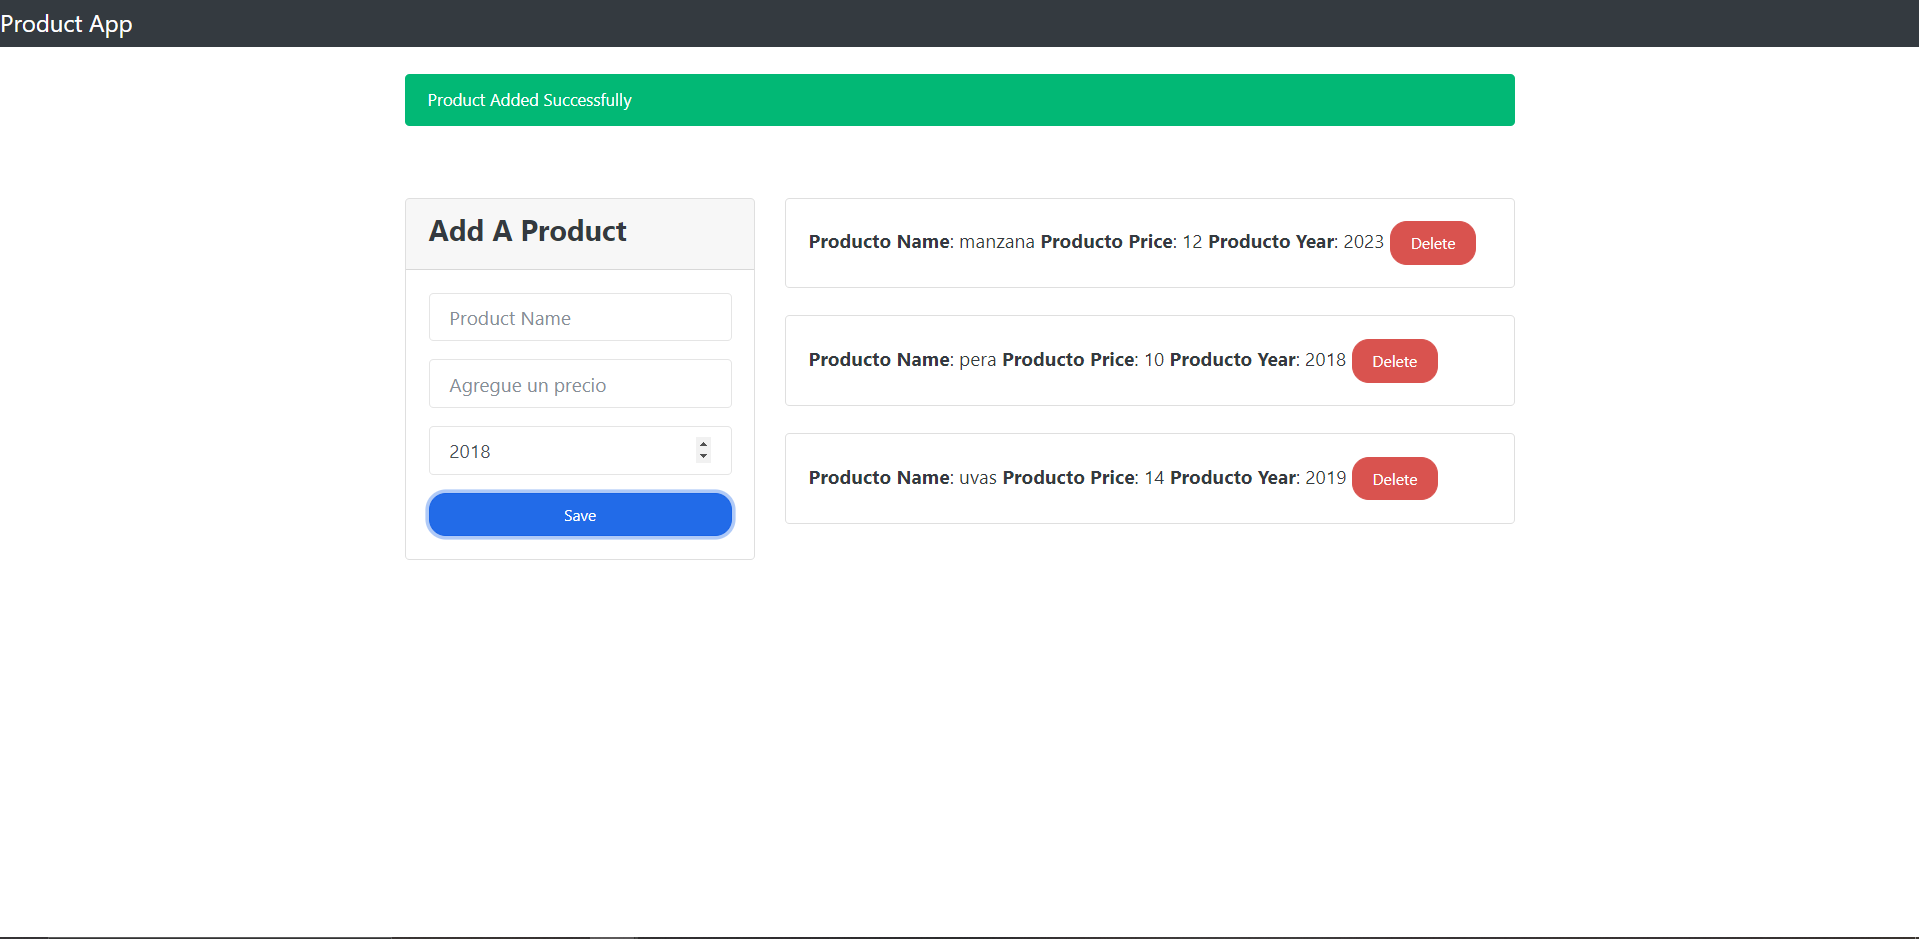 Product App
Product Added Successfully
Add A Product
Product Name
Agregue un precio
2018
Save
Producto Name: manzana Producto Price: 12 Producto Year: 2023 Delete
Producto Name: pera Producto Price: 10 Producto Year: 2018 Delete
Producto Name: uvas Producto Price: 14 Producto Year: 2019 Delete